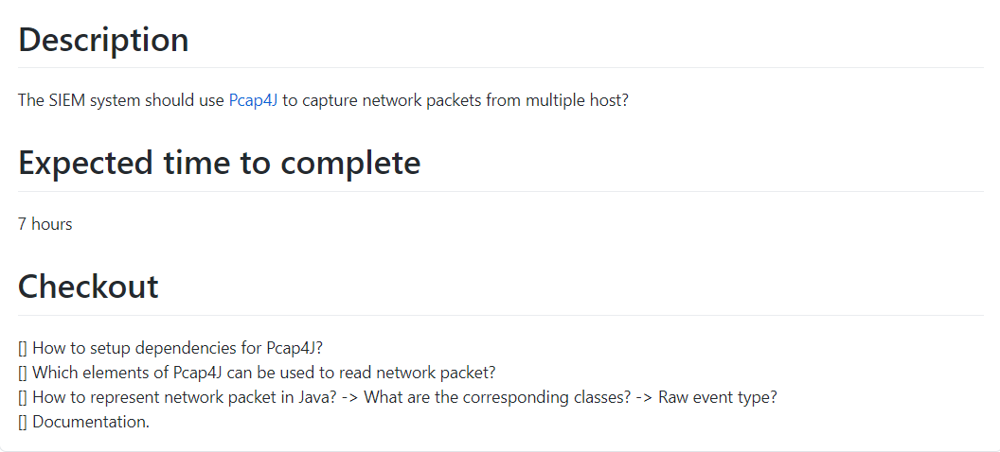 Description
The SIEM system should use Pcap4J to capture network packets from multiple host?
Expected time to complete
7 hours
Checkout
[] How to setup dependencies for Pcap4J?
[] Which elements of Pcap4J can be used to read network packet?
[] How to represent network packet in Java? -> What are the corresponding classes? -> Raw event type?
[] Documentation.